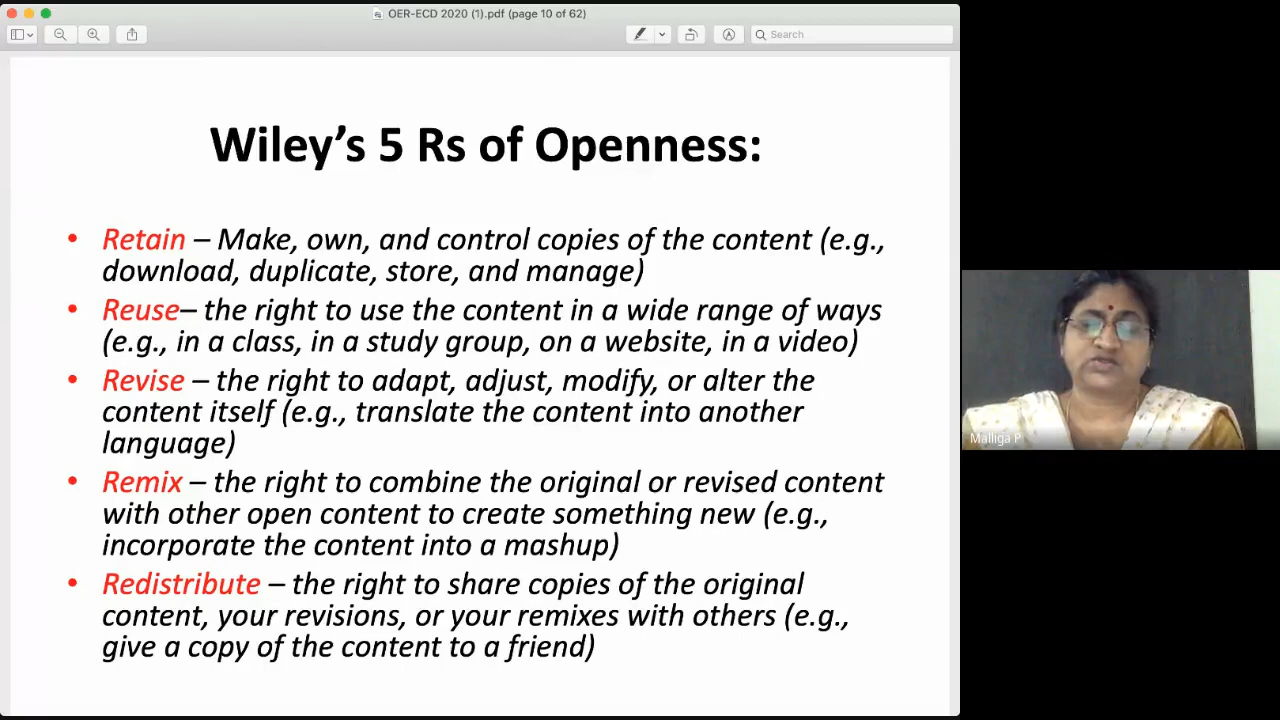 OER-ECD 2020 (1).pdf (page 10 of 62)
Search
Wiley's 5 Rs of Openness:
• Retain – Make, own, and control copies of the content (e.g.,
download, duplicate, store, and manage)
• Reuse– the right to use the content in a wide range of ways
(e.g., in a class, in a study group, on a website, in a video)
• Revise – the right to adapt, adjust, modify, or alter the
content itself (e.g., translate the content into another
language)
• Remix – the right to combine the original or revised content
with other open content to create something new (e.g.,
incorporate the content into a mashup)
• Redistribute – the right to share copies of the original
content, your revisions, or your remixes with others (e.g.,
give a copy of the content to a friend)
Malliga P